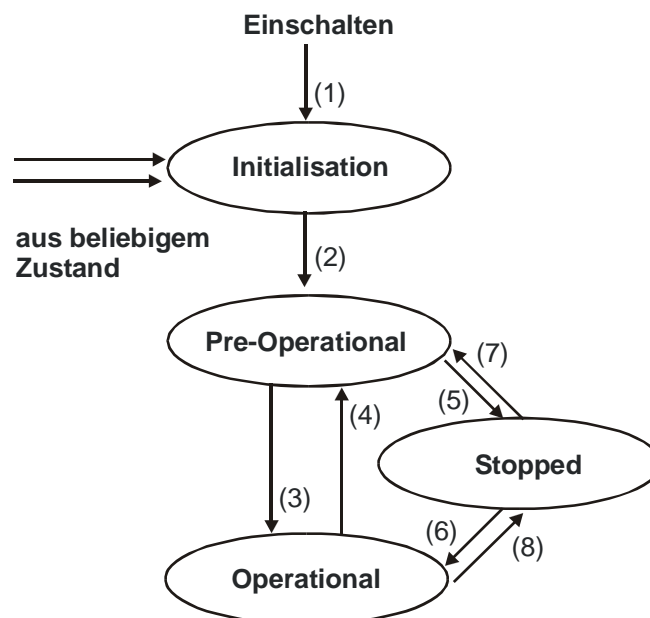 Einschalten
(1)
Initialisation
aus beliebigem
Zustand
(2)
Pre-Operational
(7)
(5)
(4)
Stopped
(3)
(6)
(8)
Operational